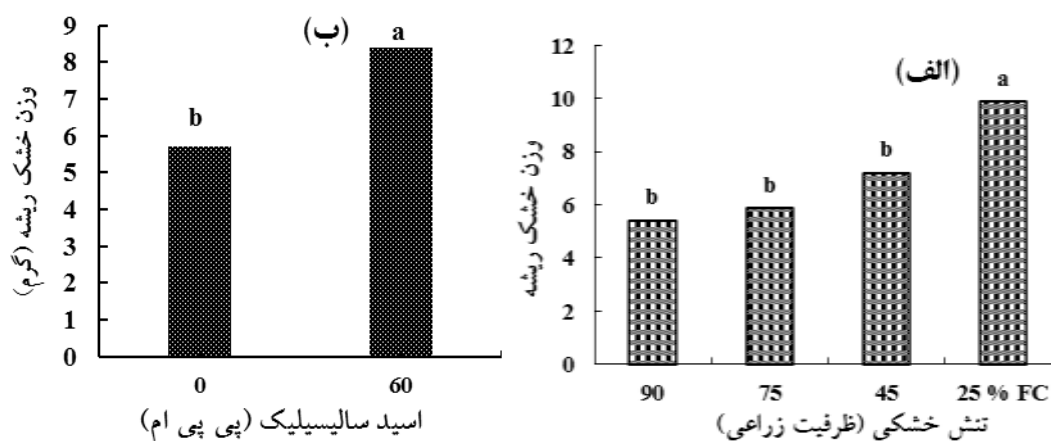 (الف)
وزن خشک ریشه
12
10
8
6
4
2
0
b
b
b
a
90 75 45 25 % FC
تنش خشکی (ظرفیت زراعی)
(ب)
وزن خشک ریشه (گرم)
9
8
7
6
5
4
3
2
1
0
b
a
0 60
اسید سالیسیلیک (پی پی ام)